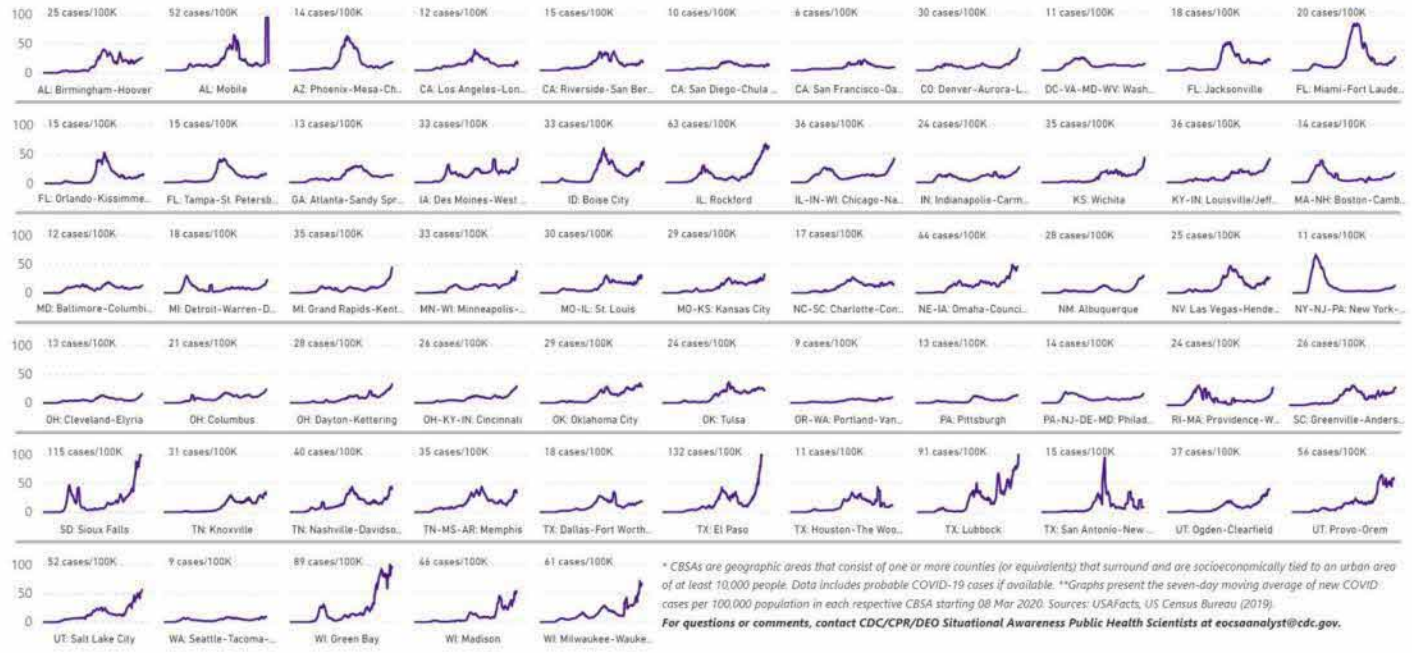 25 cases/100K 52 cases/100K 14 cases/100K 12 cases/100K 15 cases/100K 10 cases/100K 6 cases/100K 30 cases/100K 11 cases/100K 18 cases/100K 20 cases/100K
100
50
0
AL: Birmingham-Hoover AL: Mobile AZ: Phoenix-Mesa-Ch... CA: Los Angeles-Lon... CA: Riverside-San Ber... CA: San Diego-Chula ... CA: San Francisco-Oa... CO: Denver-Aurora-L... DC-VA-MD-WV: Wash... FL: Jacksonville FL: Miami-Fort Laude...
15 cases/100K 15 cases/100K 13 cases/100K 33 cases/100K 33 cases/100K 63 cases/100K 36 cases/100K 24 cases/100K 35 cases/100K 36 cases/100K 14 cases/100K
100
50
0
FL: Orlando-Kissimme... FL: Tampa-St. Petersb... GA: Atlanta-Sandy Spr... IA: Des Moines-West ... ID: Boise City IL: Rockford IL-IN-WI: Chicago-Na... IN: Indianapolis-Carm... KS: Wichita KY-IN: Louisville/Jeff... MA-NH: Boston-Camb...
12 cases/100K 18 cases/100K 35 cases/100K 33 cases/100K 30 cases/100K 29 cases/100K 17 cases/100K 44 cases/100K 28 cases/100K 25 cases/100K 11 cases/100K
100
50
0
MD: Baltimore-Columbi... MI: Detroit-Warren-D... MI: Grand Rapids-Kent... MN-WI: Minneapolis-... MO-IL: St. Louis MO-KS: Kansas City NC-SC: Charlotte-Con... NE-IA: Omaha-Counci... NM: Albuquerque NV: Las Vegas-Hende... NY-NJ-PA: New York-...
13 cases/100K 21 cases/100K 28 cases/100K 26 cases/100K 29 cases/100K 24 cases/100K 9 cases/100K 13 cases/100K 14 cases/100K 24 cases/100K 26 cases/100K
100
50
0
OH: Cleveland-Elyria OH: Columbus OH: Dayton-Kettering OH-KY-IN: Cincinnati OK: Oklahoma City OK: Tulsa OR-WA: Portland-Van... PA: Pittsburgh PA-NJ-DE-MD: Philad... RI-MA: Providence-W... SC: Greenville-Anders...
115 cases/100K 31 cases/100K 40 cases/100K 35 cases/100K 18 cases/100K 132 cases/100K 11 cases/100K 91 cases/100K 15 cases/100K 37 cases/100K 56 cases/100K
100
50
0
SD: Sioux Falls TN: Knoxville TN: Nashville-Davidso... TN-MS-AR: Memphis TX: Dallas-Fort Worth... TX: El Paso TX: Houston-The Woo... TX: Lubbock TX: San Antonio-New ... UT: Ogden-Clearfield UT: Provo-Orem
52 cases/100K 9 cases/100K 89 cases/100K 46 cases/100K 61 cases/100K
100
50
0
UT: Salt Lake City WA: Seattle-Tacoma-... WI: Green Bay WI: Madison WI: Milwaukee-Wauke...
* CBSAs are geographic areas that consist of one or more counties (or equivalents) that surround and are socioeconomically tied to an urban area
of at least 10,000 people. Data includes probable COVID-19 cases if available. **Graphs present the seven-day moving average of new COVID
cases per 100,000 population in each respective CBSA starting 08 Mar 2020. Sources: USAFacts, US Census Bureau (2019).
For questions or comments, contact CDC/CPR/DEO Situational Awareness Public Health Scientists at eocsaanalyst@cdc.gov.